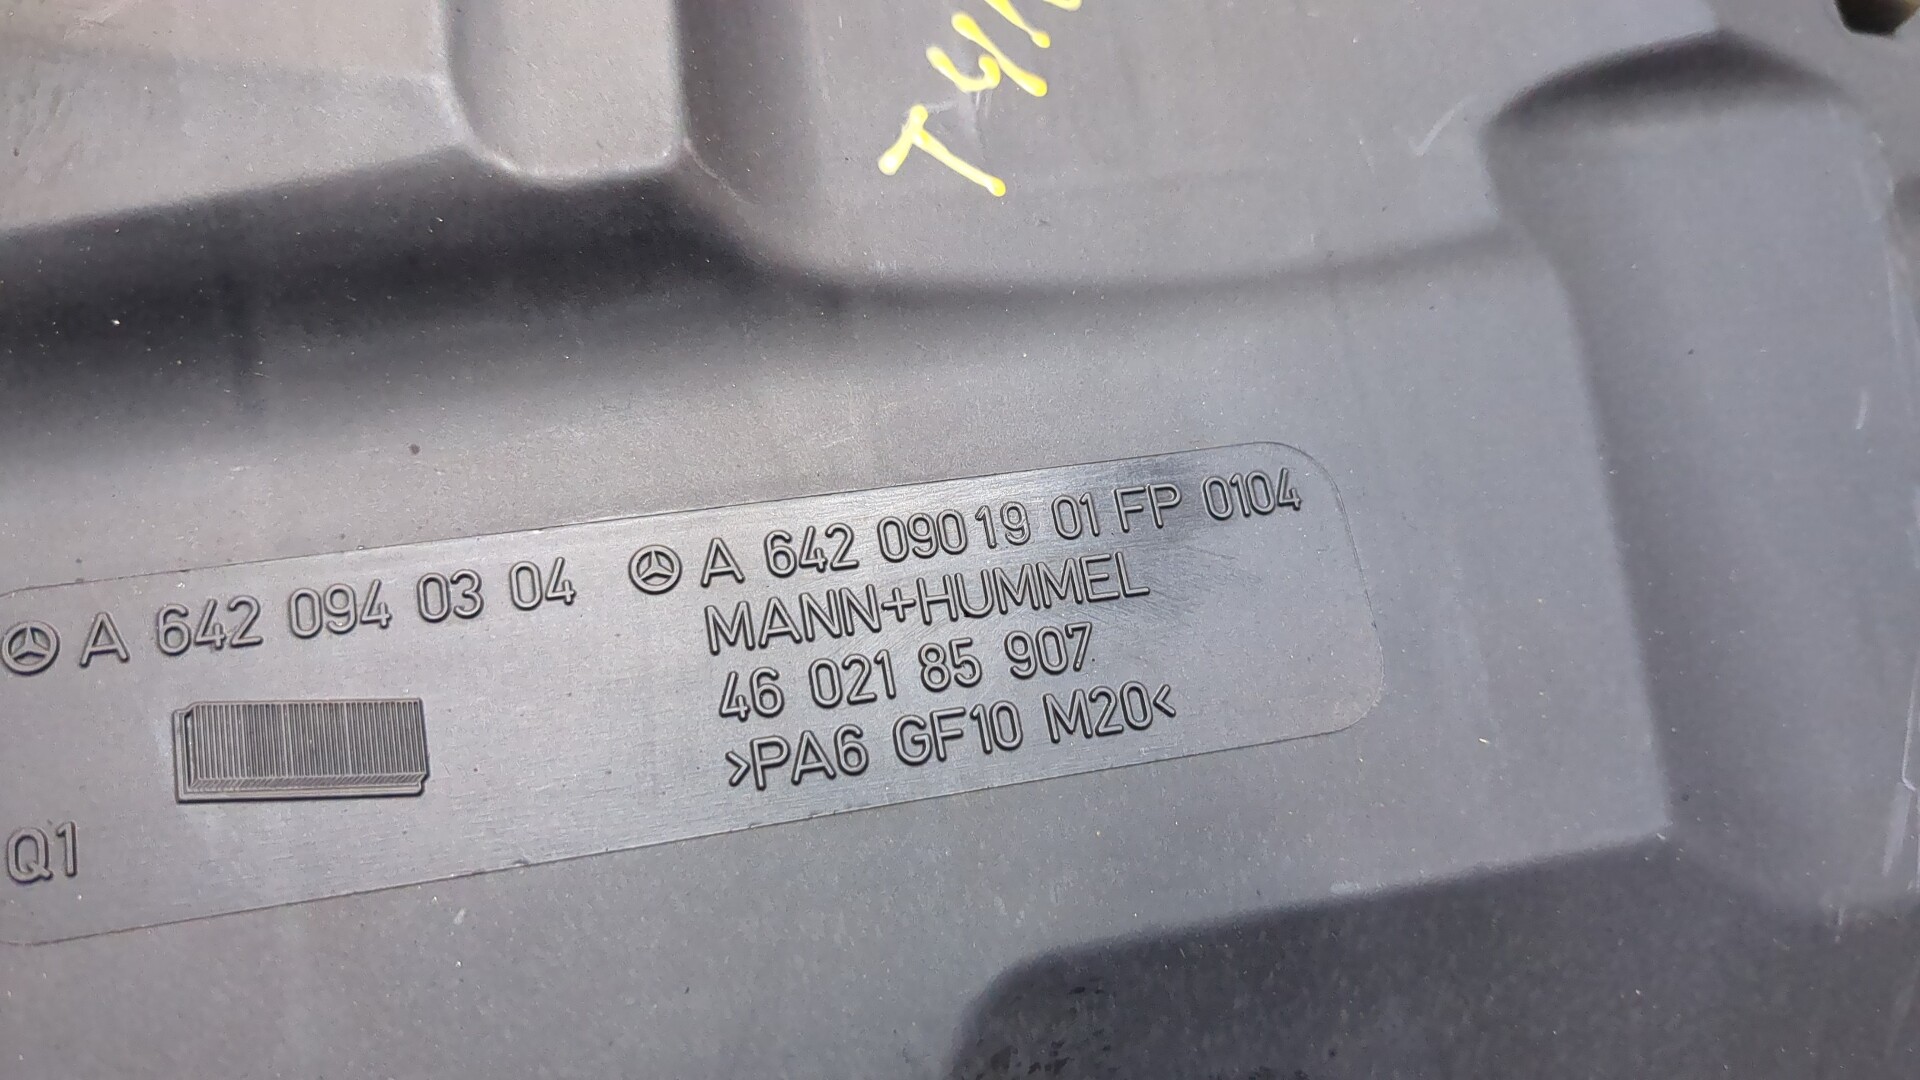 A 642 094 03 04
A 642 090 19 01 FP 0104
MANN+HUMMEL
46 021 85 907
>PA6 GF10 M20<
Q1